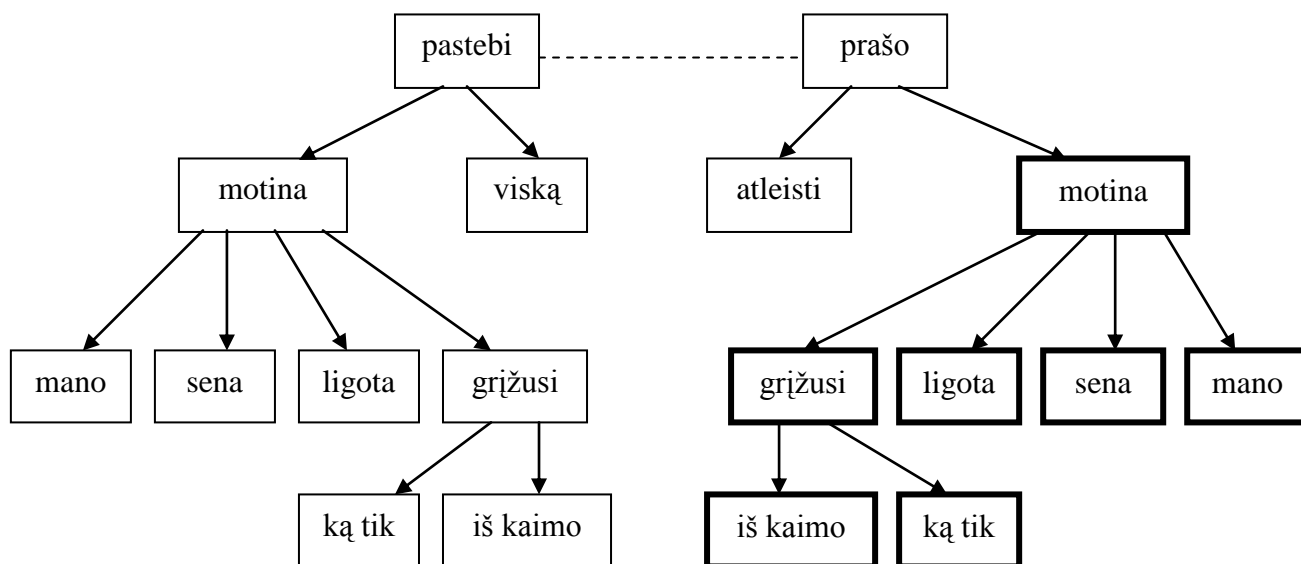 pastebi prašo
motina viską atleisti motina
mano sena ligota grįžusi grįžusi ligota sena mano
ką tik iš kaimo iš kaimo ką tik